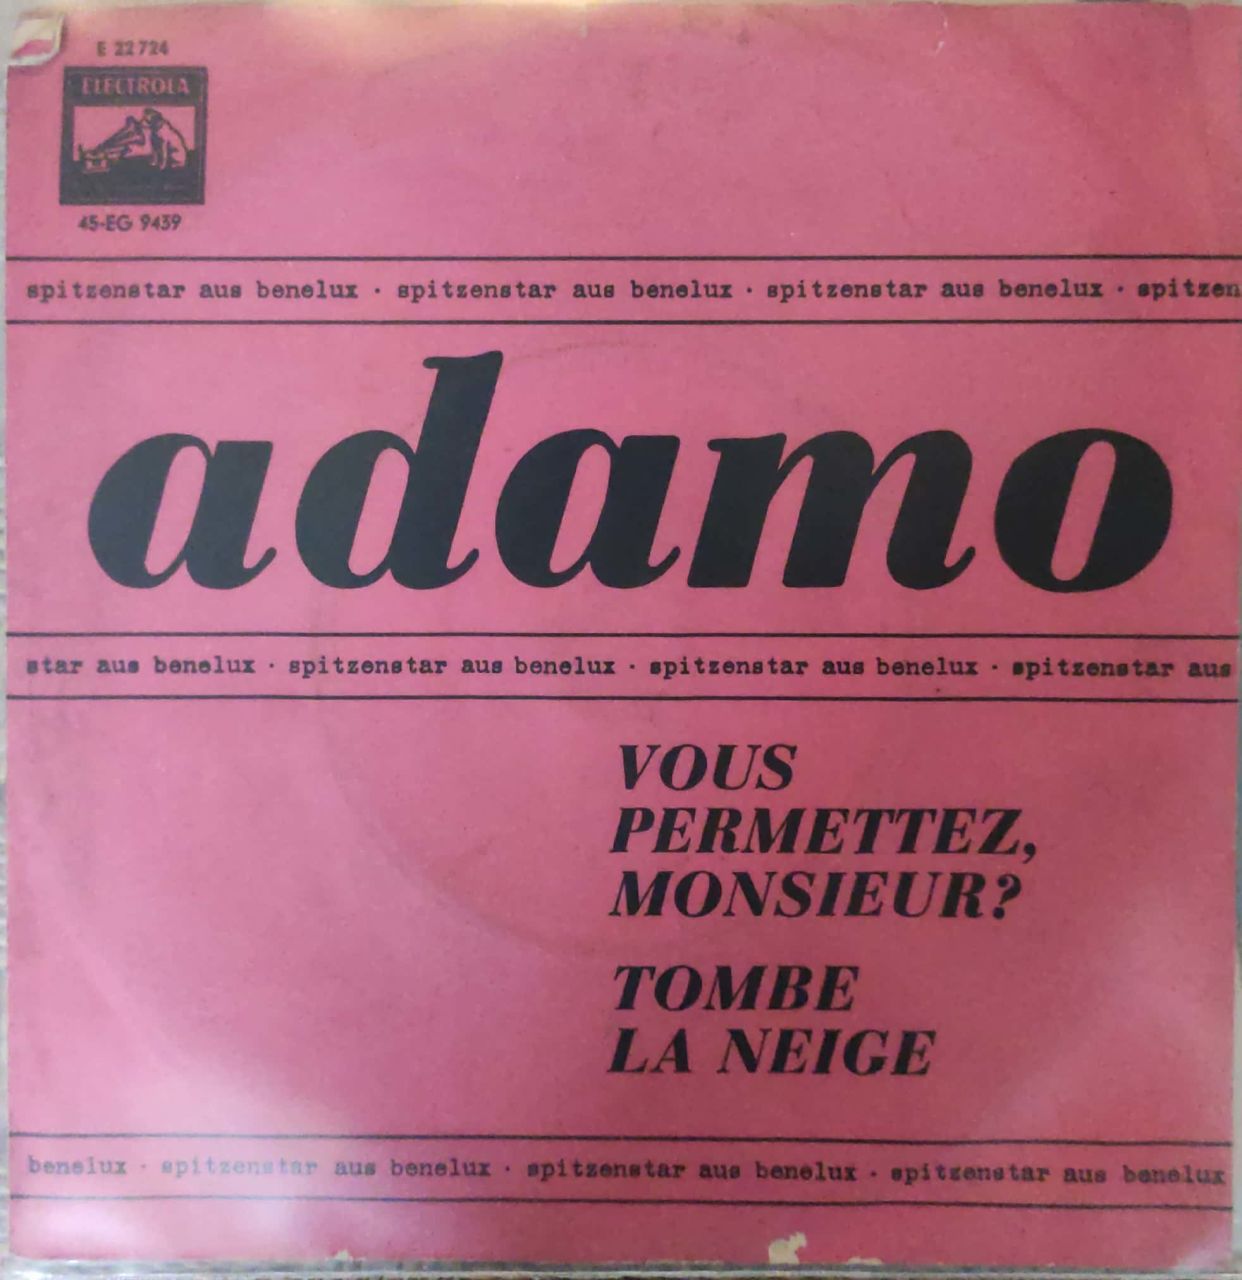 E 22724
ELECTROLA
45-EG 9439
spitzenstar aus benelux · spitzenstar aus benelux · spitzenstar aus benelux · spitzen
adamo
star aus benelux · spitzenstar aus benelux · spitzenstar aus benelux · spitzenstar aus
VOUS
PERMETTEZ,
MONSIEUR?
TOMBE
LA NEIGE
benelux · spitzenstar aus benelux · spitzenstar aus benelux · spitzenstar aus benelux